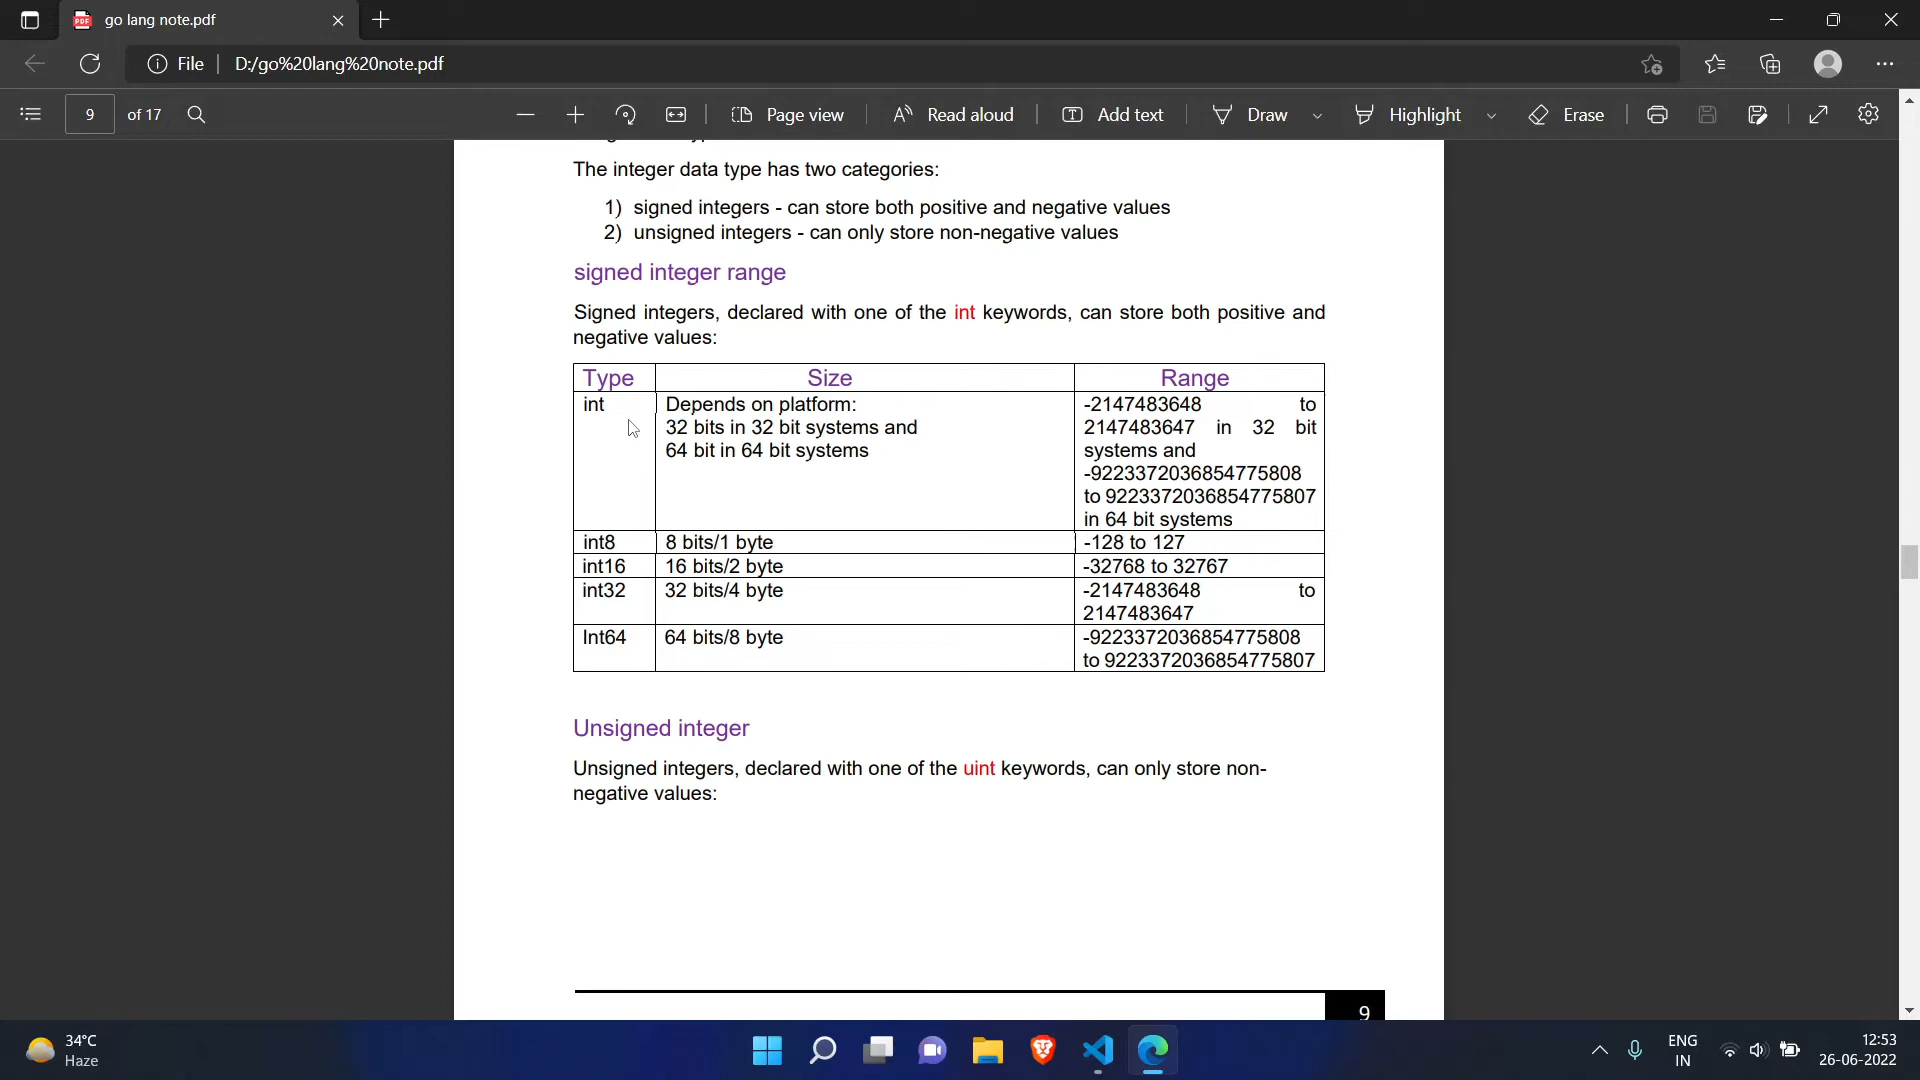 go lang note.pdf
File
D:/go%20lang%20note.pdf
9 of 17
Page view
Read aloud
Add text
Draw
Highlight
Erase
The integer data type has two categories:
1) signed integers - can store both positive and negative values
2) unsigned integers - can only store non-negative values
signed integer range
Signed integers, declared with one of the int keywords, can store both positive and
negative values:
Type Size Range
int Depends on platform: -2147483648 to
32 bits in 32 bit systems and 2147483647 in 32 bit
64 bit in 64 bit systems systems and
-9223372036854775808
to 9223372036854775807
in 64 bit systems
int8 8 bits/1 byte -128 to 127
int16 16 bits/2 byte -32768 to 32767
int32 32 bits/4 byte -2147483648 to
2147483647
Int64 64 bits/8 byte -9223372036854775808
to 9223372036854775807
Unsigned integer
Unsigned integers, declared with one of the uint keywords, can only store non-
negative values:
9
34°C
Haze
ENG
IN
12:53
26-06-2022